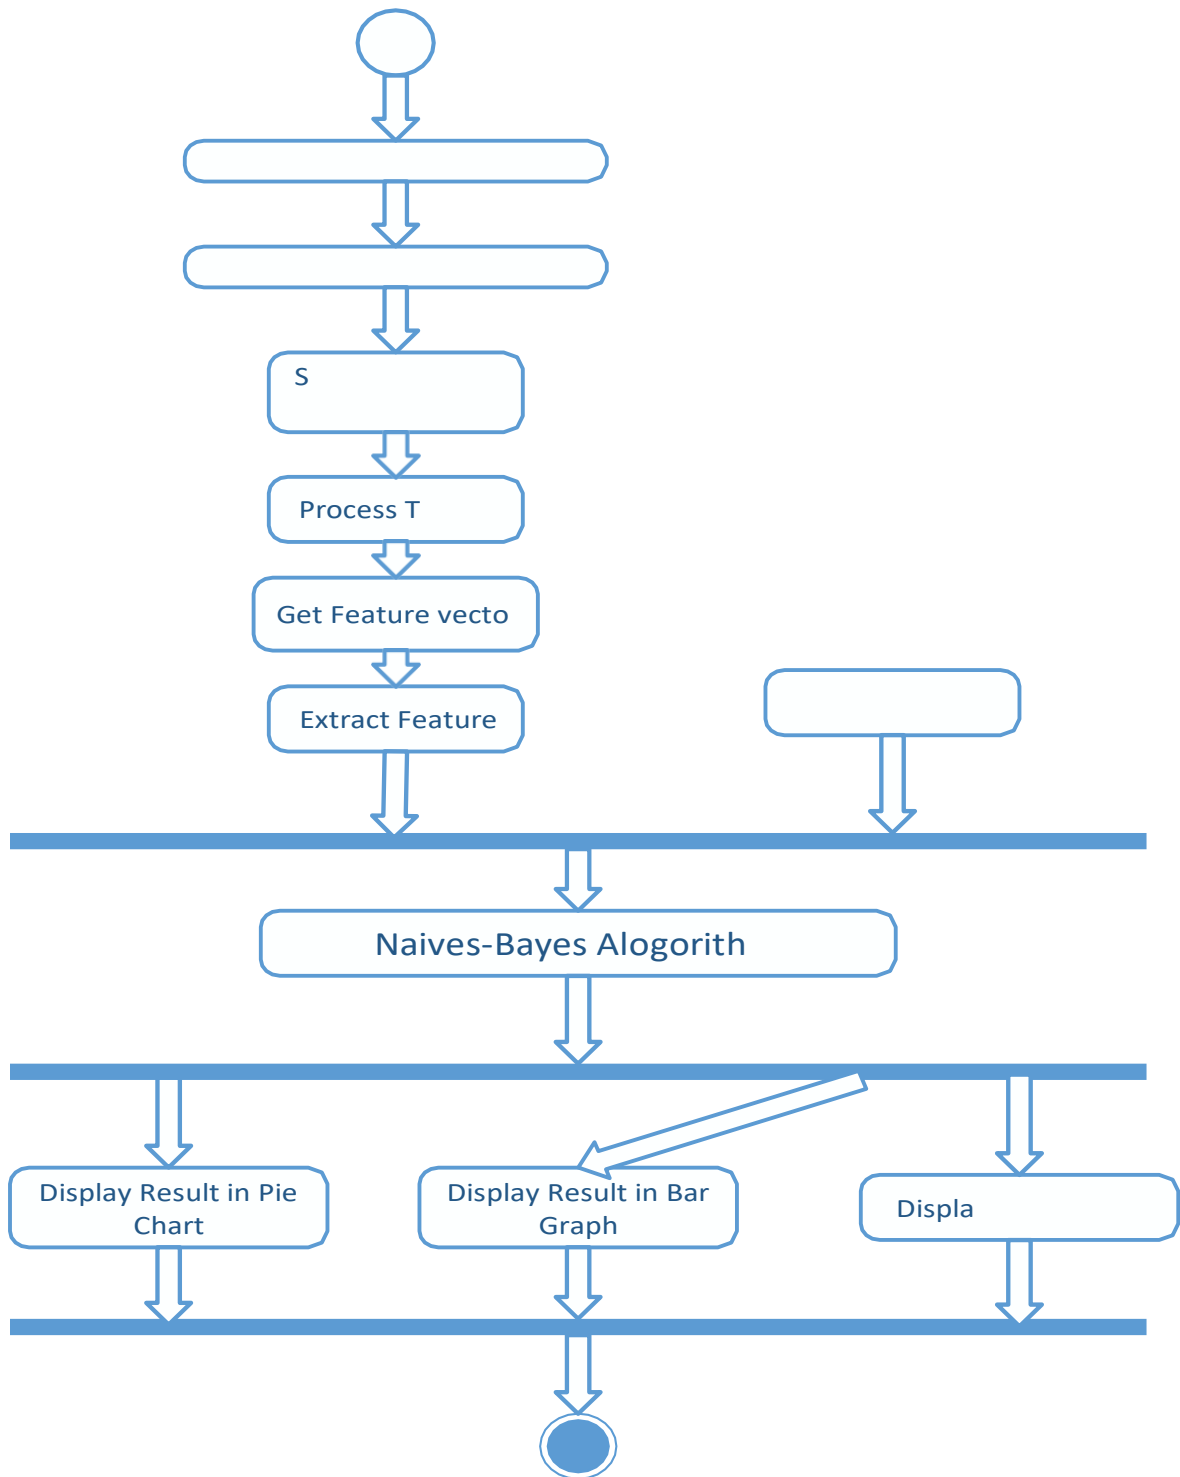 S
Process T
Get Feature vecto
Extract Feature
Naives-Bayes Alogorith
Display Result in Pie
Chart
Display Result in Bar
Graph
Displa